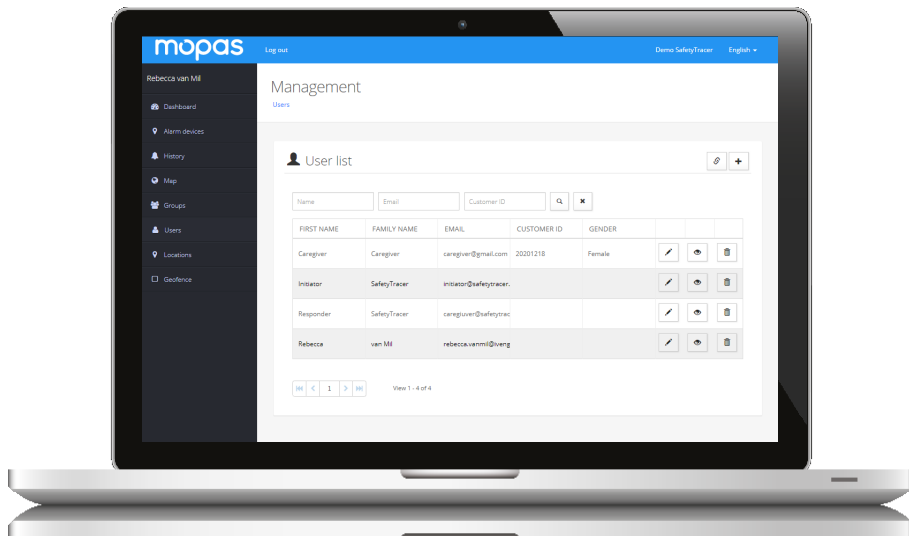 mopas
Log out
Demo SafetyTracer
English
Rebecca van Mil
Dashboard
Alarm devices
History
Map
Groups
Users
Locations
Geofence
Management
Users
User list
Name
Email
Customer ID
FIRST NAME FAMILY NAME EMAIL CUSTOMER ID GENDER
Caregiver Caregiver caregiver@gmail.com 20201218 Female
Initiator SafetyTracer initiator@safetytracer.
Responder SafetyTracer caregiuver@safetytrac
Rebecca van Mil rebecca.vanmil@iveng
1
View 1 - 4 of 4